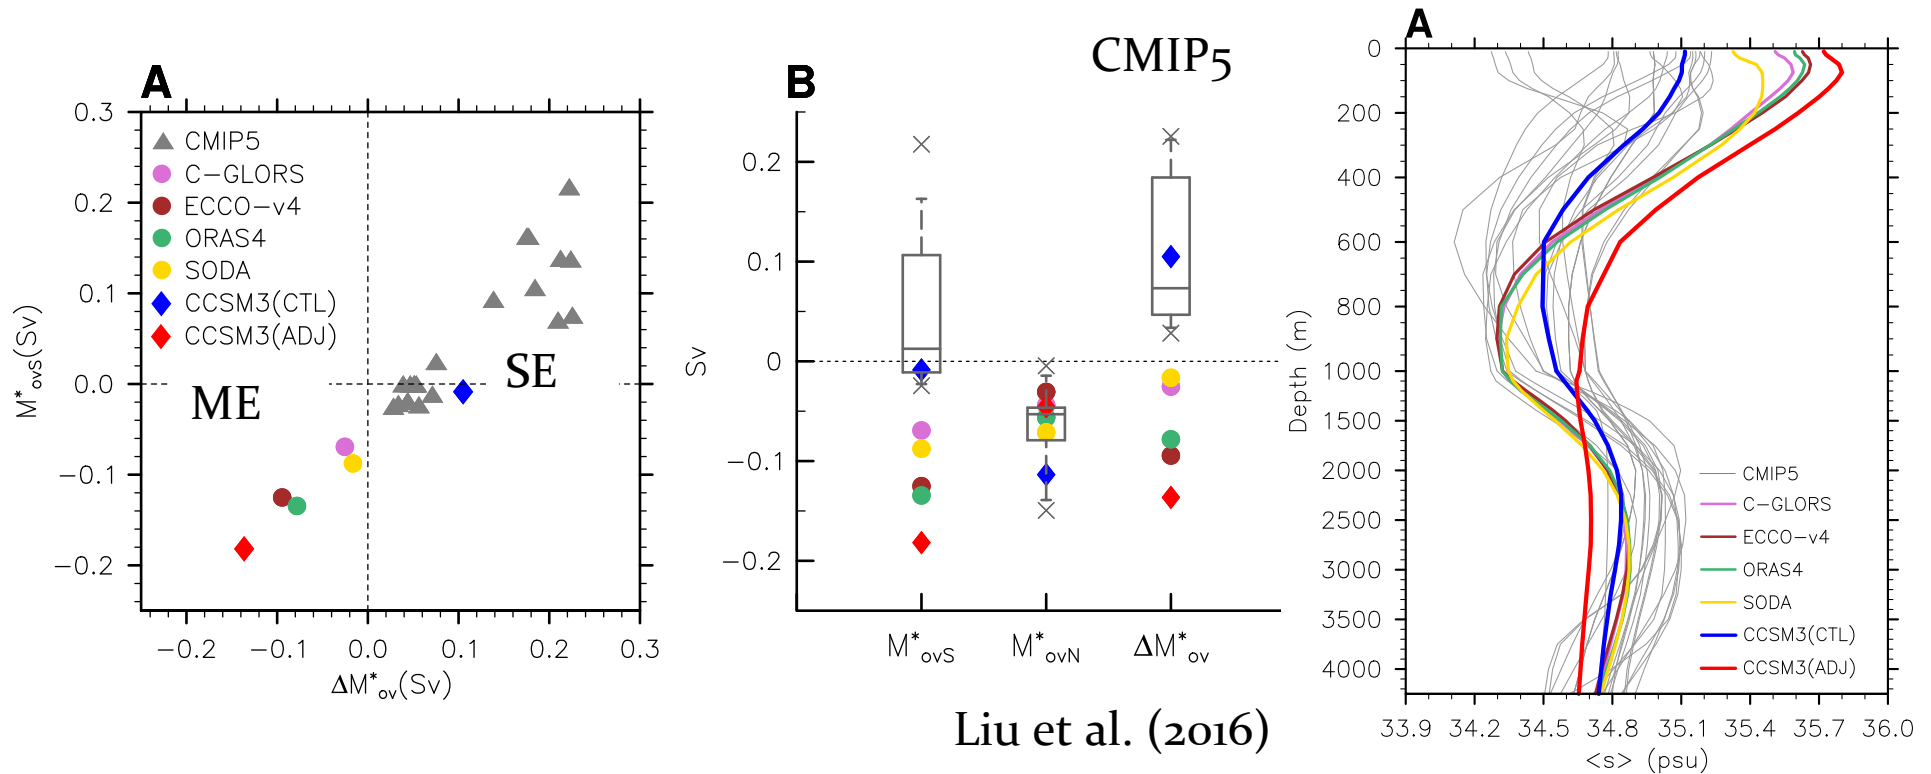 CMIP5
A
0.3
0.2
0.1
0.0
−0.1
−0.2
M*ovS(Sv)
CMIP5
C−GLORS
ECCO−v4
ORAS4
SODA
CCSM3(CTL)
CCSM3(ADJ)
ME
SE
−0.2 −0.1 0.0 0.1 0.2 0.3
ΔM*ov(Sv)
B
0.2
0.1
0
−0.1
−0.2
Sv
M*ovS M*ovN ΔM*ov
Liu et al. (2016)
A
0
200
400
600
800
1000
1500
2000
2500
3000
3500
4000
Depth (m)
CMIP5
C−GLORS
ECCO−v4
ORAS4
SODA
CCSM3(CTL)
CCSM3(ADJ)
33.9 34.2 34.5 34.8 35.1 35.4 35.7 36.0
<s> (psu)